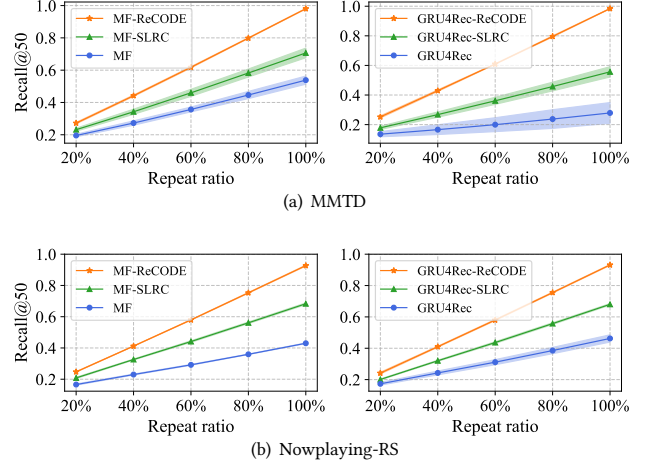 MF-ReCODE
MF-SLRC
MF
Recall@50
1.0
0.8
0.6
0.4
0.2
20% 40% 60% 80% 100%
Repeat ratio
GRU4Rec-ReCODE
GRU4Rec-SLRC
GRU4Rec
1.0
0.8
0.6
0.4
0.2
20% 40% 60% 80% 100%
Repeat ratio
(a) MMTD
MF-ReCODE
MF-SLRC
MF
Recall@50
1.0
0.8
0.6
0.4
0.2
20% 40% 60% 80% 100%
Repeat ratio
GRU4Rec-ReCODE
GRU4Rec-SLRC
GRU4Rec
1.0
0.8
0.6
0.4
0.2
20% 40% 60% 80% 100%
Repeat ratio
(b) Nowplaying-RS